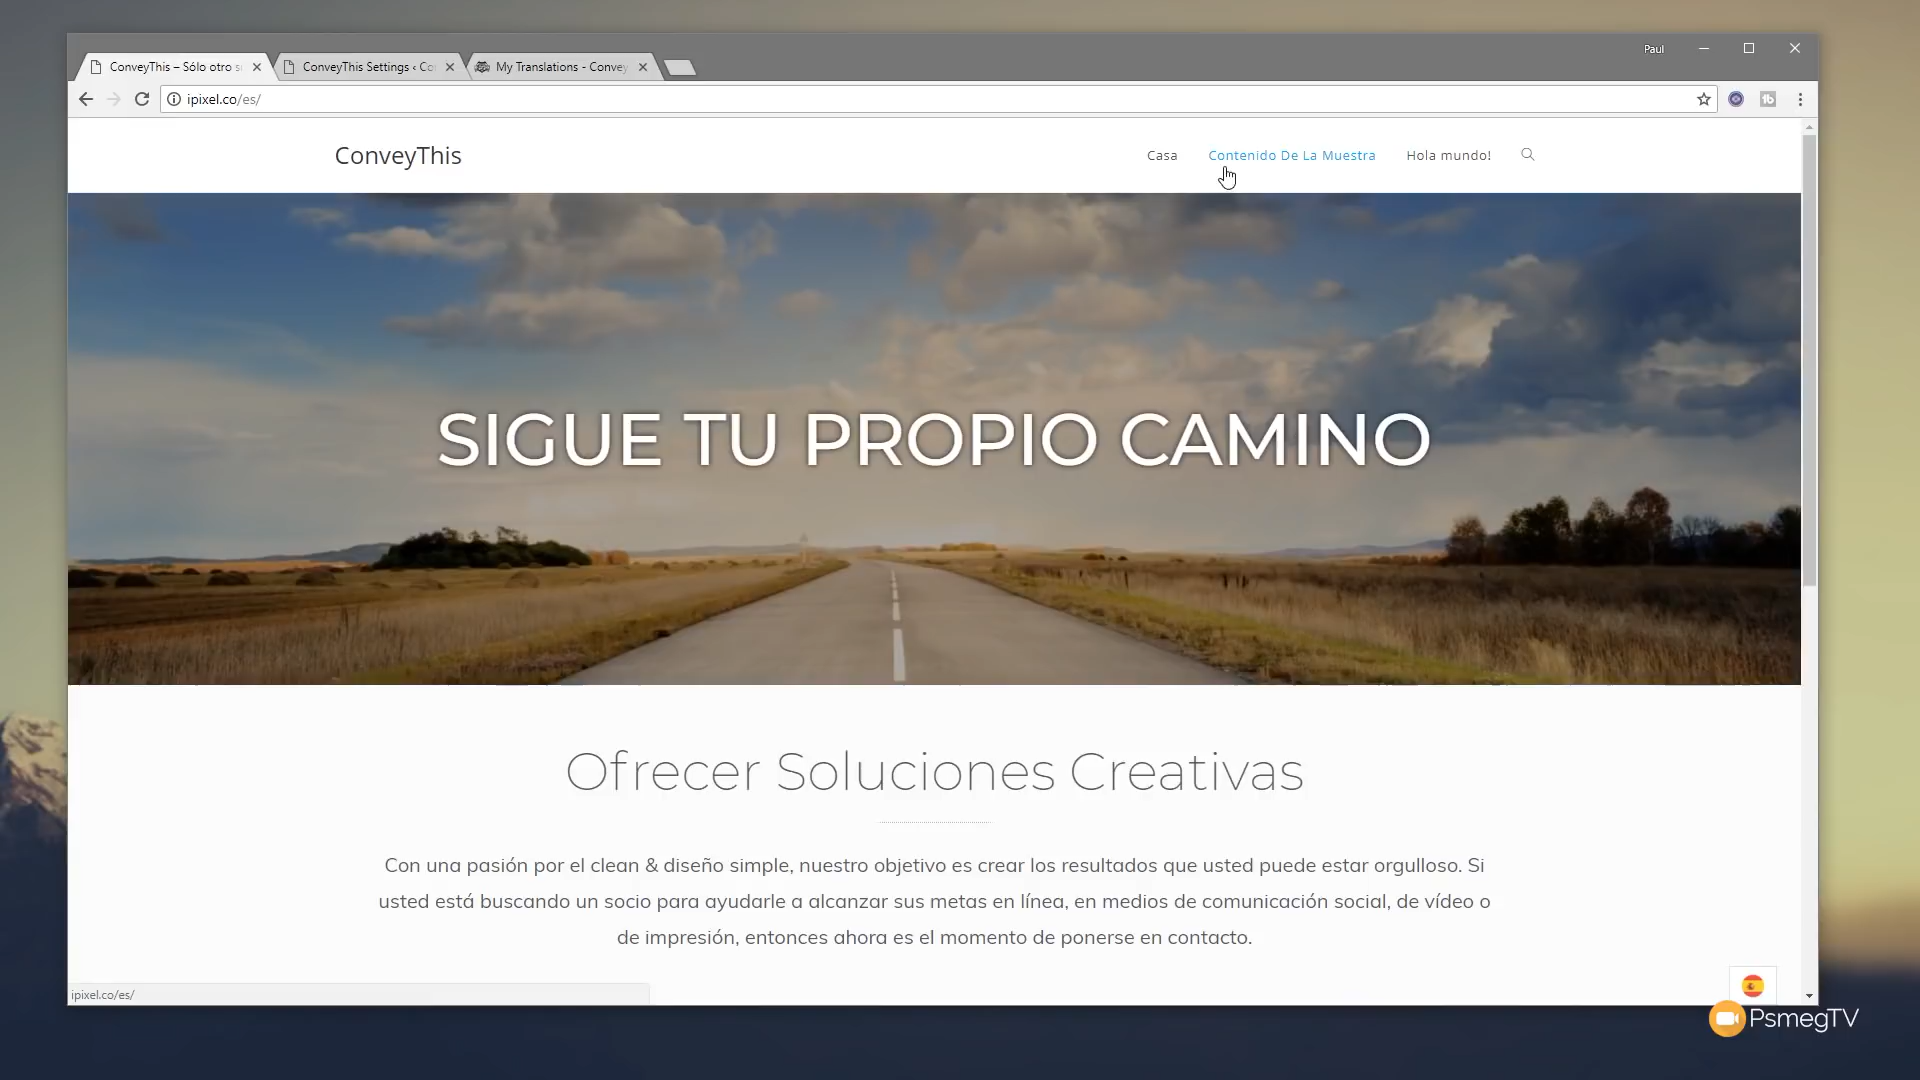 Paul
ConveyThis – Sólo otro s
ConveyThis Settings ‹ Co
My Translations - Convey
ipixel.co/es/
ConveyThis
Casa
Contenido De La Muestra
Hola mundo!
SIGUE TU PROPIO CAMINO
Ofrecer Soluciones Creativas
Con una pasión por el clean & diseño simple, nuestro objetivo es crear los resultados que usted puede estar orgulloso. Si
usted está buscando un socio para ayudarle a alcanzar sus metas en línea, en medios de comunicación social, de vídeo o
de impresión, entonces ahora es el momento de ponerse en contacto.
ipixel.co/es/
PsmegTV